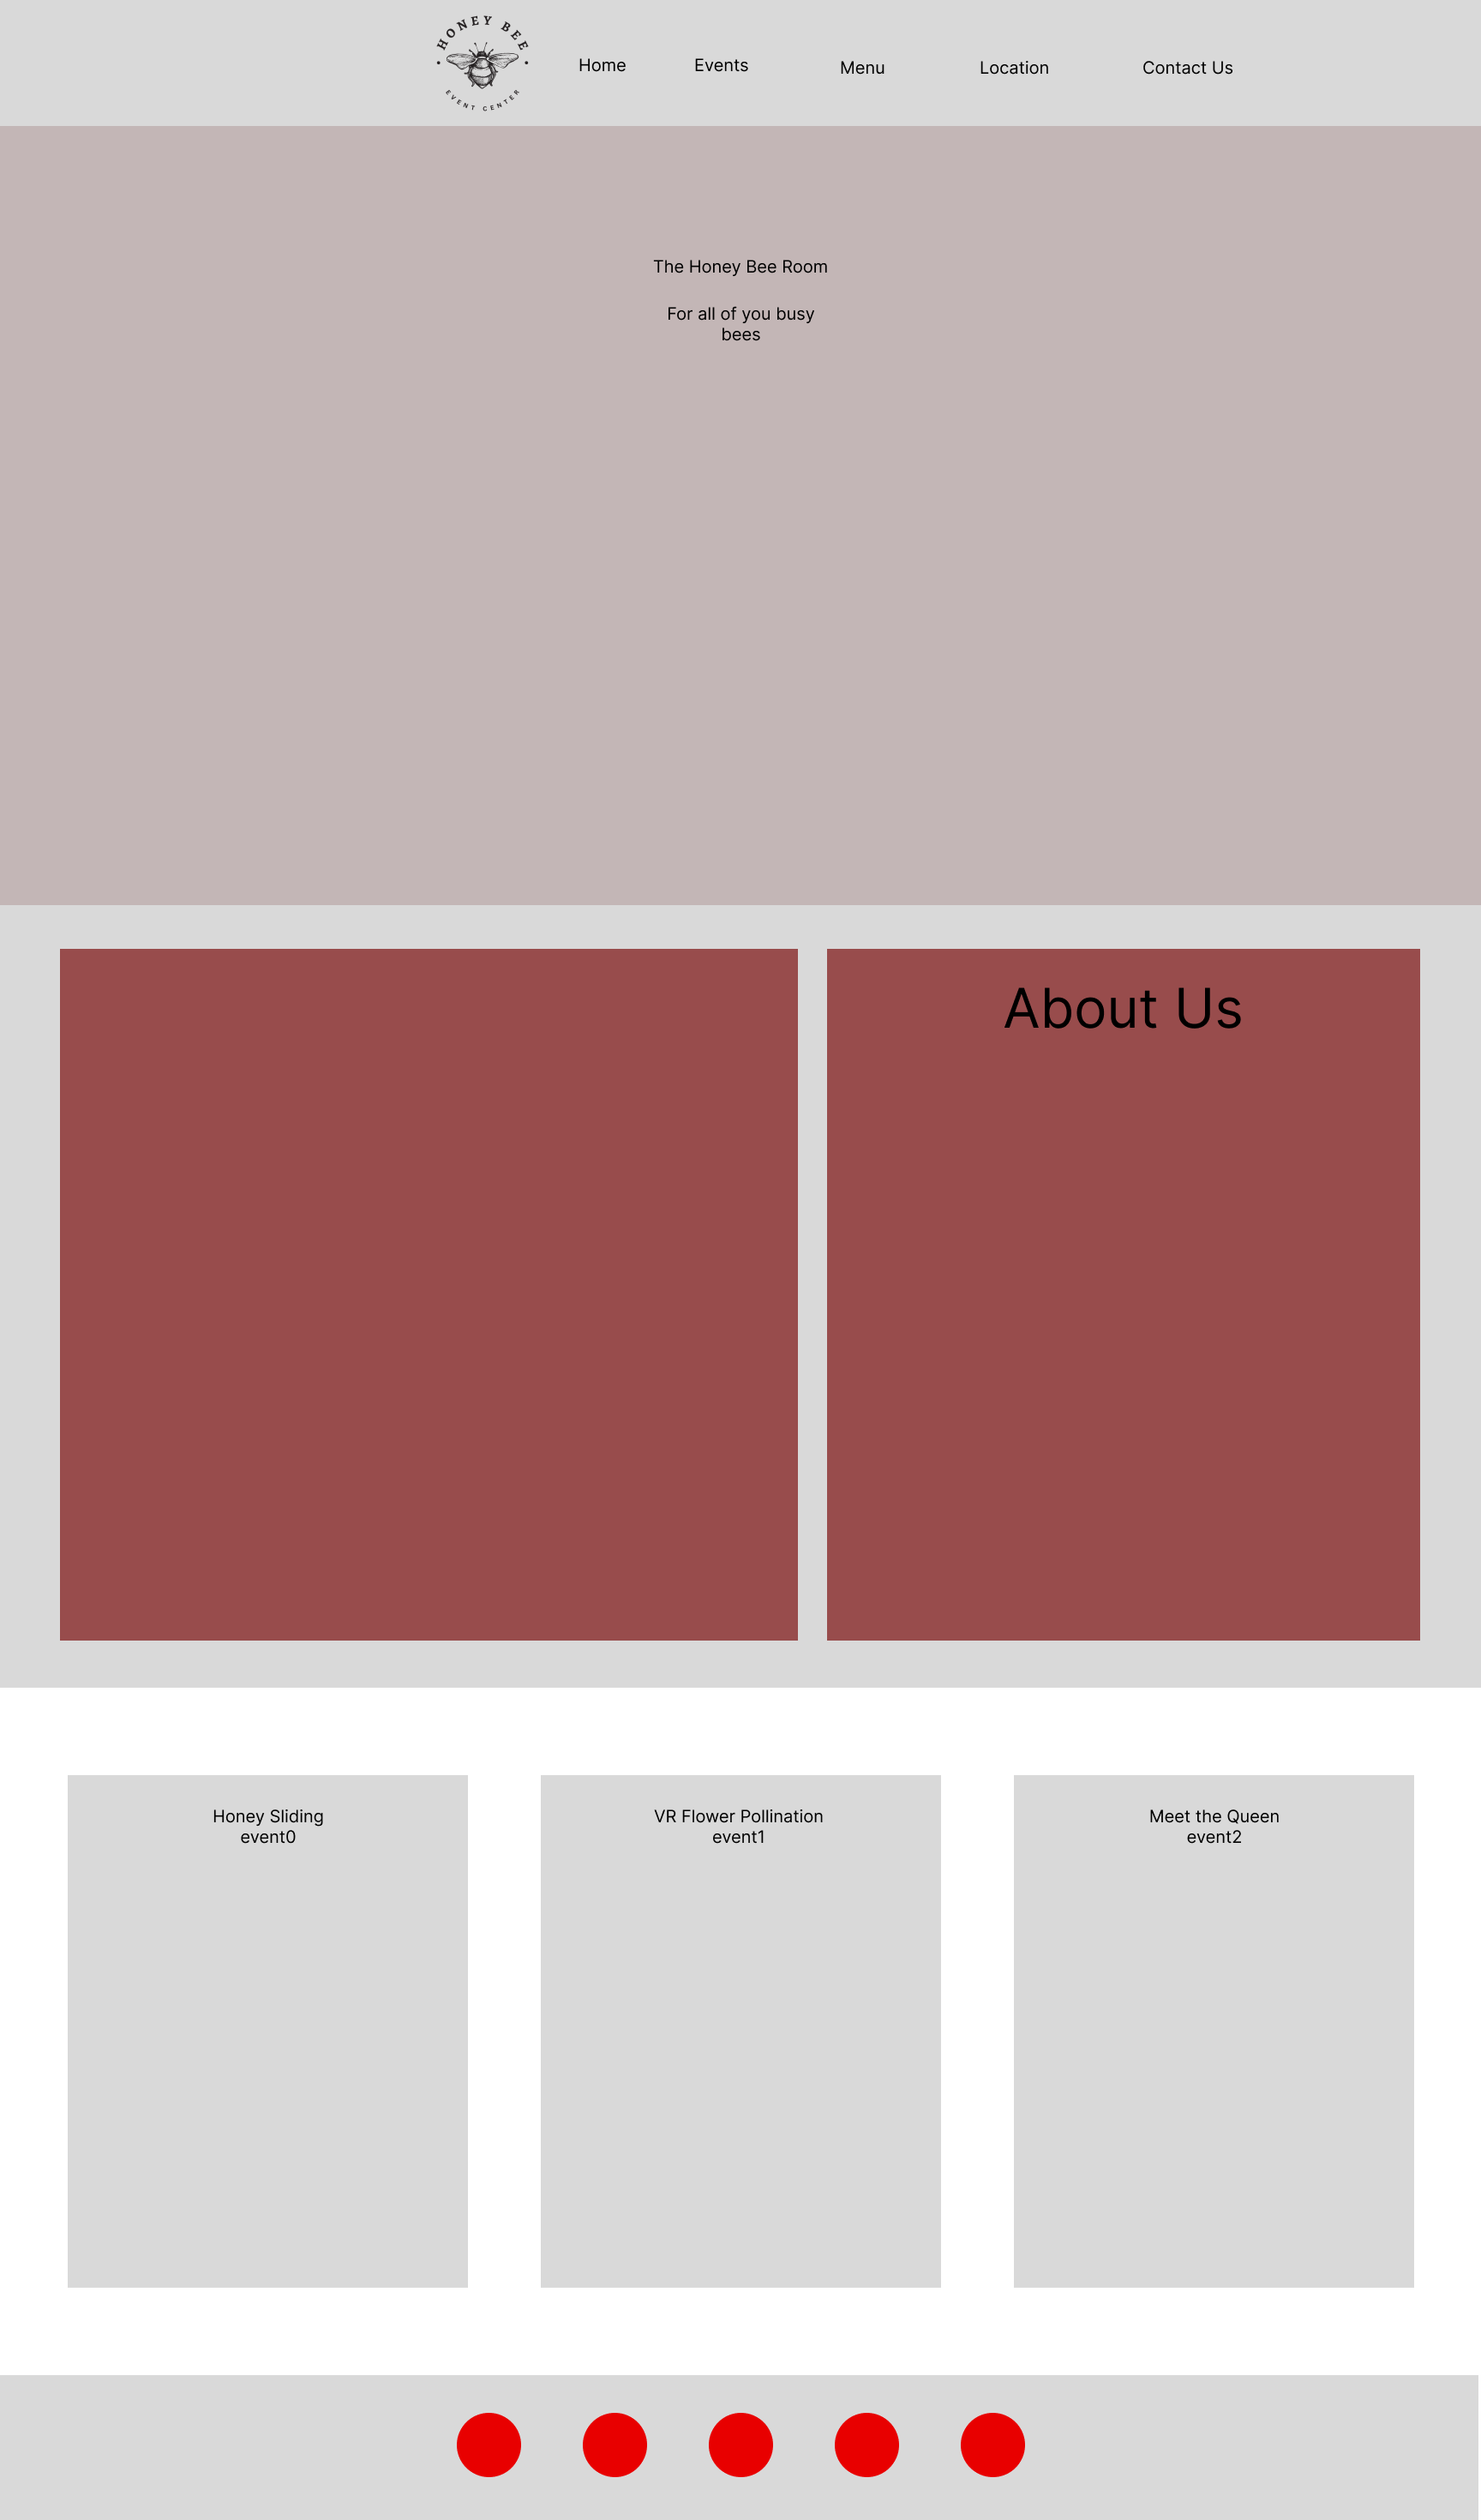 HONEY BEE
EVENT CENTER
Home
Events
Menu
Location
Contact Us
The Honey Bee Room
For all of you busy
bees
About Us
Honey Sliding
event0
VR Flower Pollination
event1
Meet the Queen
event2